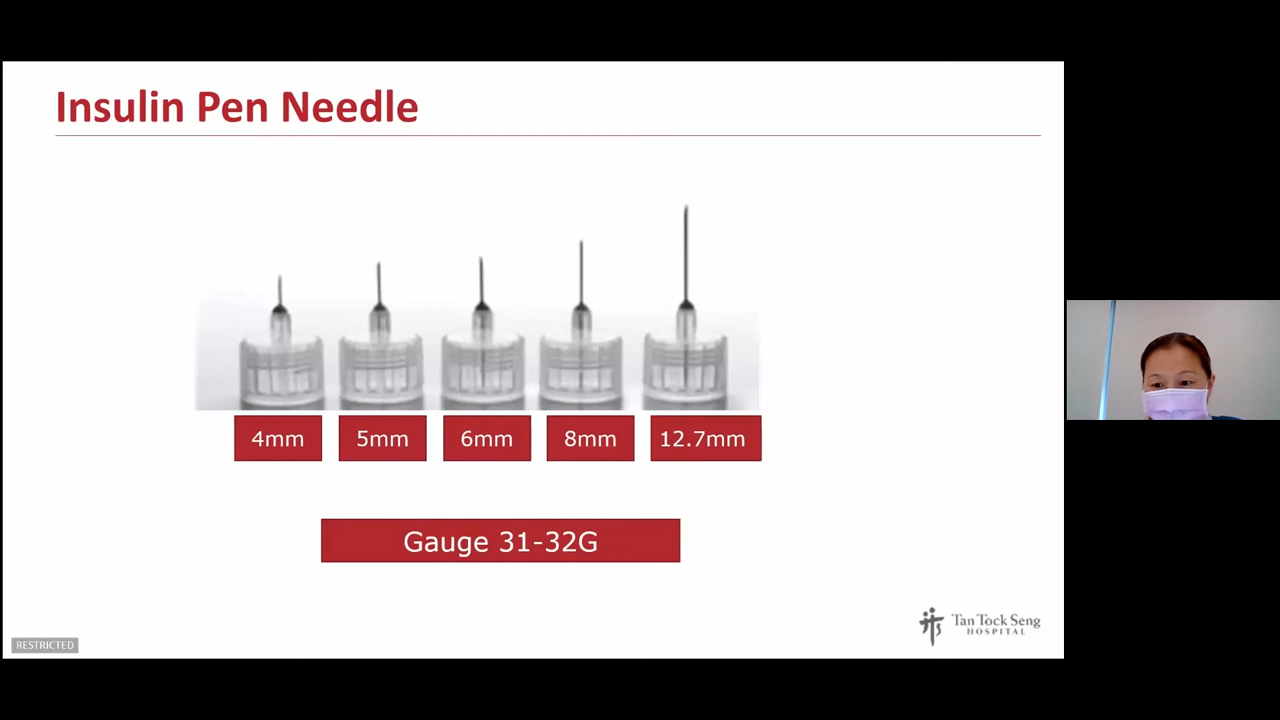 Insulin Pen Needle
4mm
5mm
6mm
8mm
12.7mm
Gauge 31-32G
Tan Tock Seng
HOSPITAL
RESTRICTED